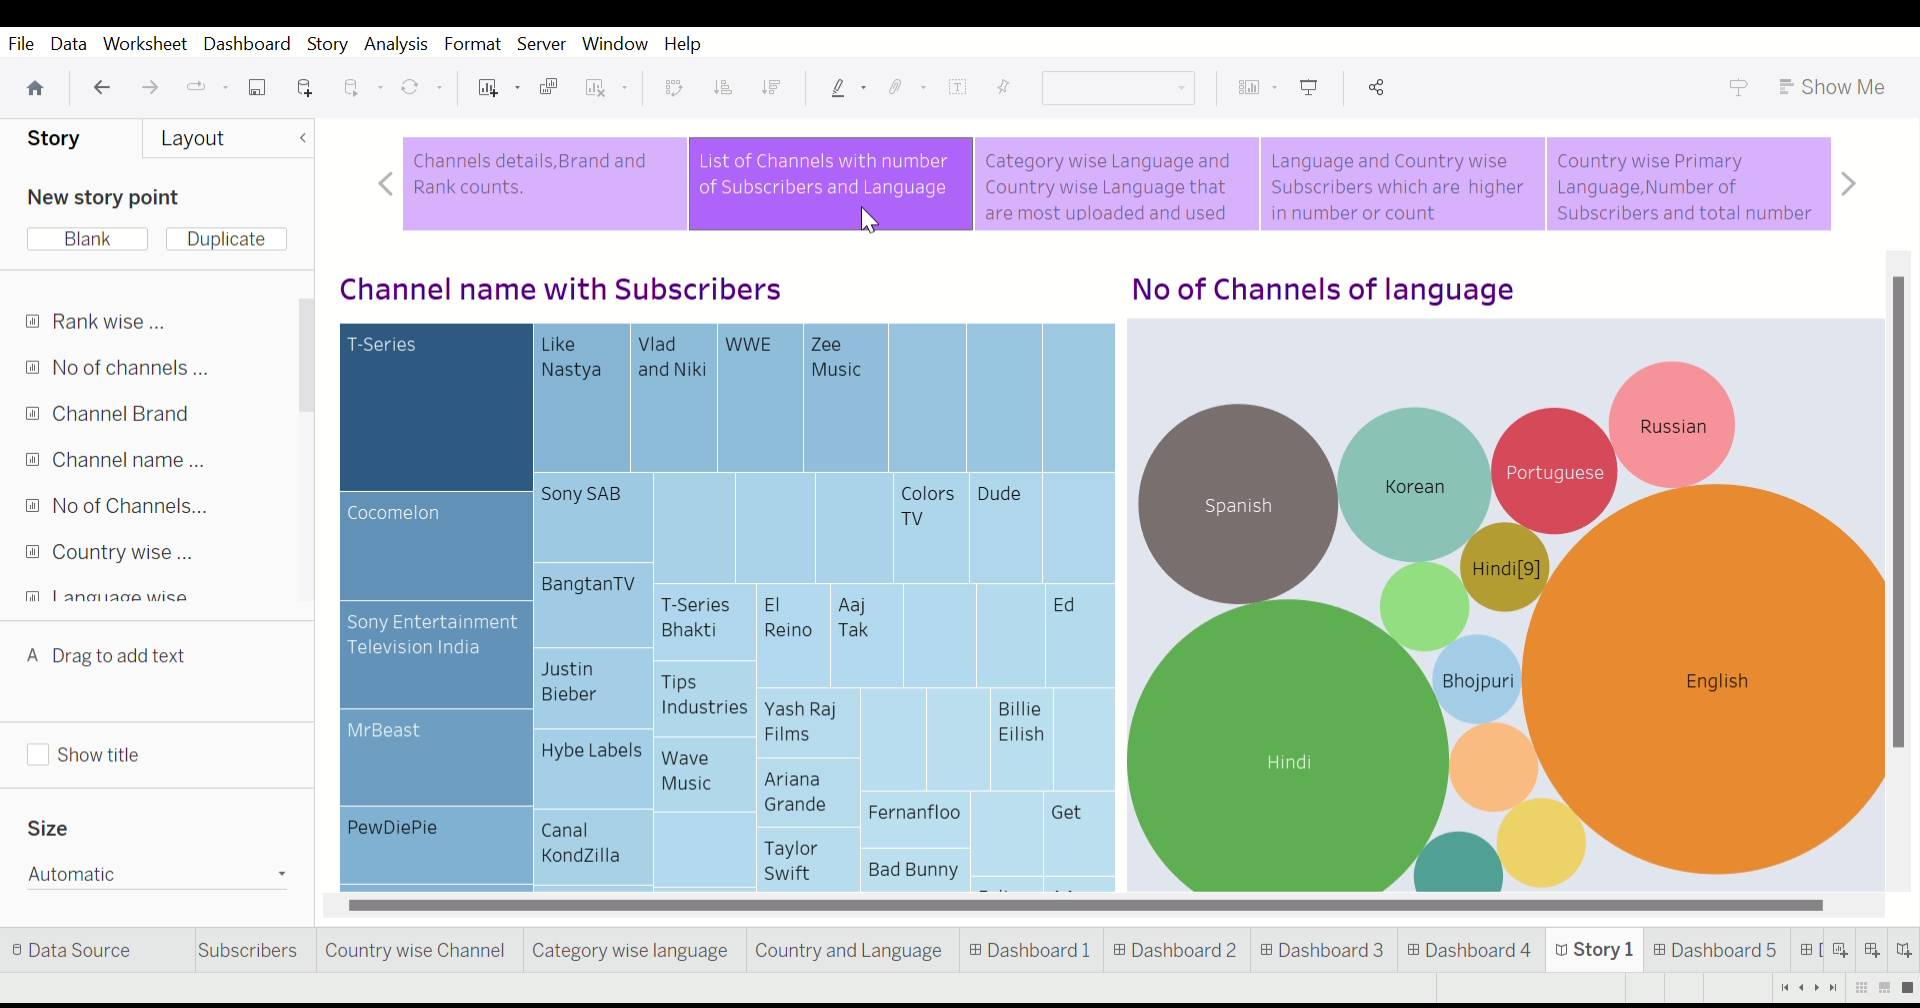 File Data Worksheet Dashboard Story Analysis Format Server Window Help
Show Me
Story Layout
New story point
Blank Duplicate
Rank wise ...
No of channels ...
Channel Brand
Channel name ...
No of Channels...
Country wise ...
Language wise
A Drag to add text
Show title
Size
Automatic
Channels details,Brand and
Rank counts.
List of Channels with number
of Subscribers and Language
Category wise Language and
Country wise Language that
are most uploaded and used
Language and Country wise
Subscribers which are higher
in number or count
Country wise Primary
Language,Number of
Subscribers and total number
Channel name with Subscribers
T-Series
Cocomelon
Sony Entertainment
Television India
MrBeast
PewDiePie
Like
Nastya
Vlad
and Niki
WWE
Zee
Music
Sony SAB
BangtanTV
Justin
Bieber
Hybe Labels
Canal
KondZilla
Colors
TV
Dude
T-Series
Bhakti
Tips
Industries
Wave
Music
El
Reino
Aaj
Tak
Ed
Yash Raj
Films
Ariana
Grande
Taylor
Swift
Billie
Eilish
Fernanfloo
Bad Bunny
Get
No of Channels of language
Spanish
Korean
Portuguese
Russian
Hindi[9]
Bhojpuri
English
Hindi
Data Source Subscribers Country wise Channel Category wise language Country and Language Dashboard 1 Dashboard 2 Dashboard 3 Dashboard 4 Story 1 Dashboard 5